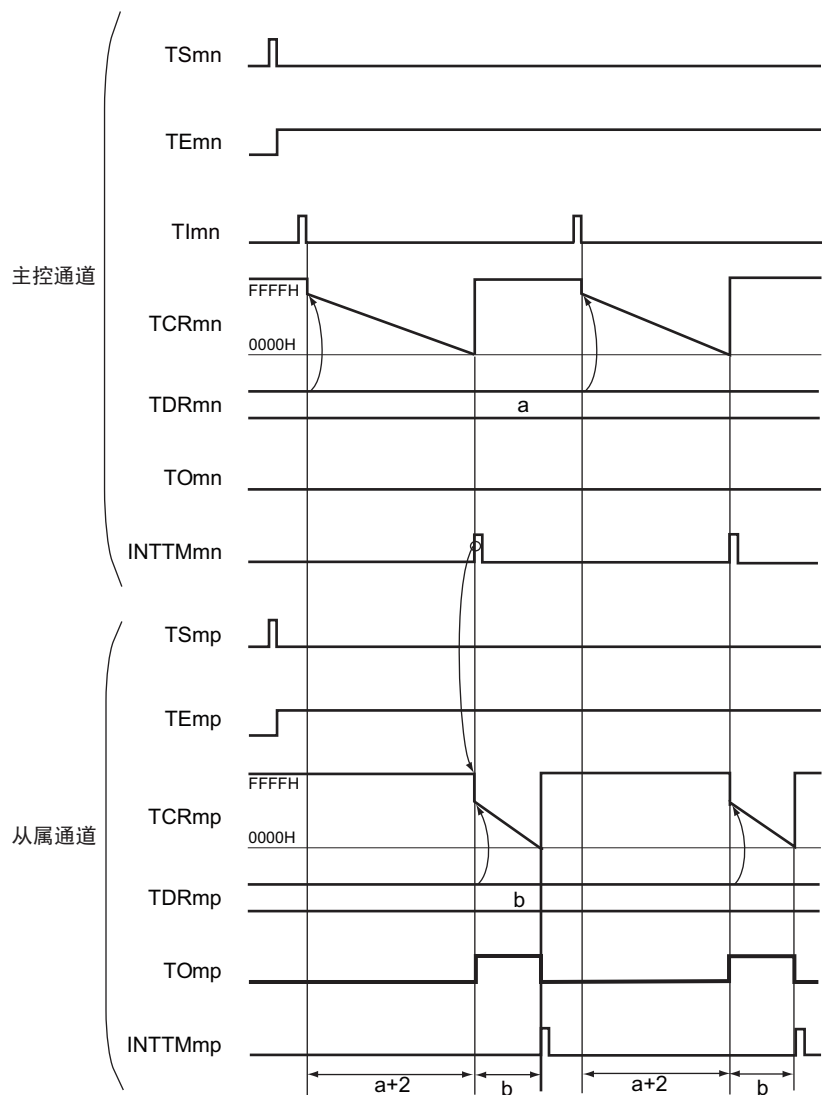 主控通道
TSmn
TEmn
TImn
TCRmn
FFFFH
0000H
TDRmn
a
TOmn
INTTMmn
从属通道
TSmp
TEmp
TCRmp
FFFFH
0000H
TDRmp
b
TOmp
INTTMmp
a+2
b
a+2
b